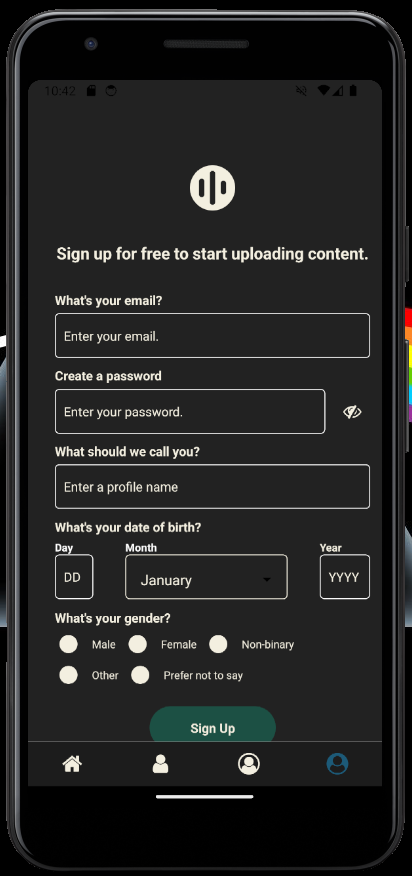 10:42
Sign up for free to start uploading content.
What's your email?
Enter your email.
Create a password
Enter your password.
What should we call you?
Enter a profile name
What's your date of birth?
Day Month Year
DD January YYYY
What's your gender?
Male Female Non-binary
Other Prefer not to say
Sign Up